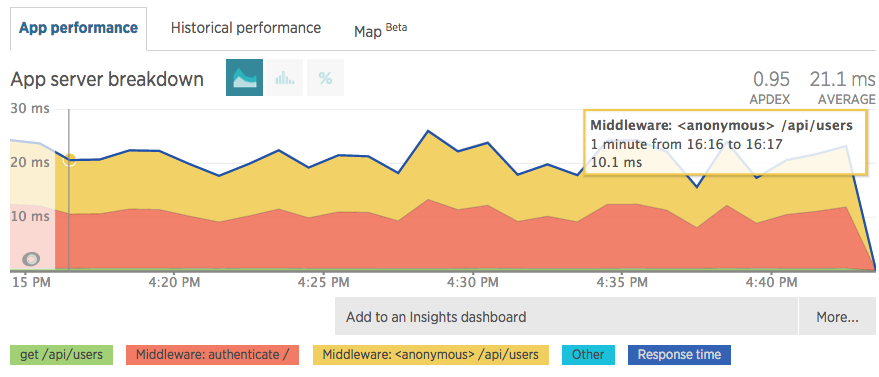 App performance
Historical performance
Map Beta
App server breakdown
%
0.95
APDEX
21.1 ms
AVERAGE
30 ms
20 ms
10 ms
Middleware: <anonymous> /api/users
1 minute from 16:16 to 16:17
10.1 ms
15 PM
4:20 PM
4:25 PM
4:30 PM
4:35 PM
4:40 PM
Add to an Insights dashboard
More...
get /api/users
Middleware: authenticate /
Middleware: <anonymous> /api/users
Other
Response time